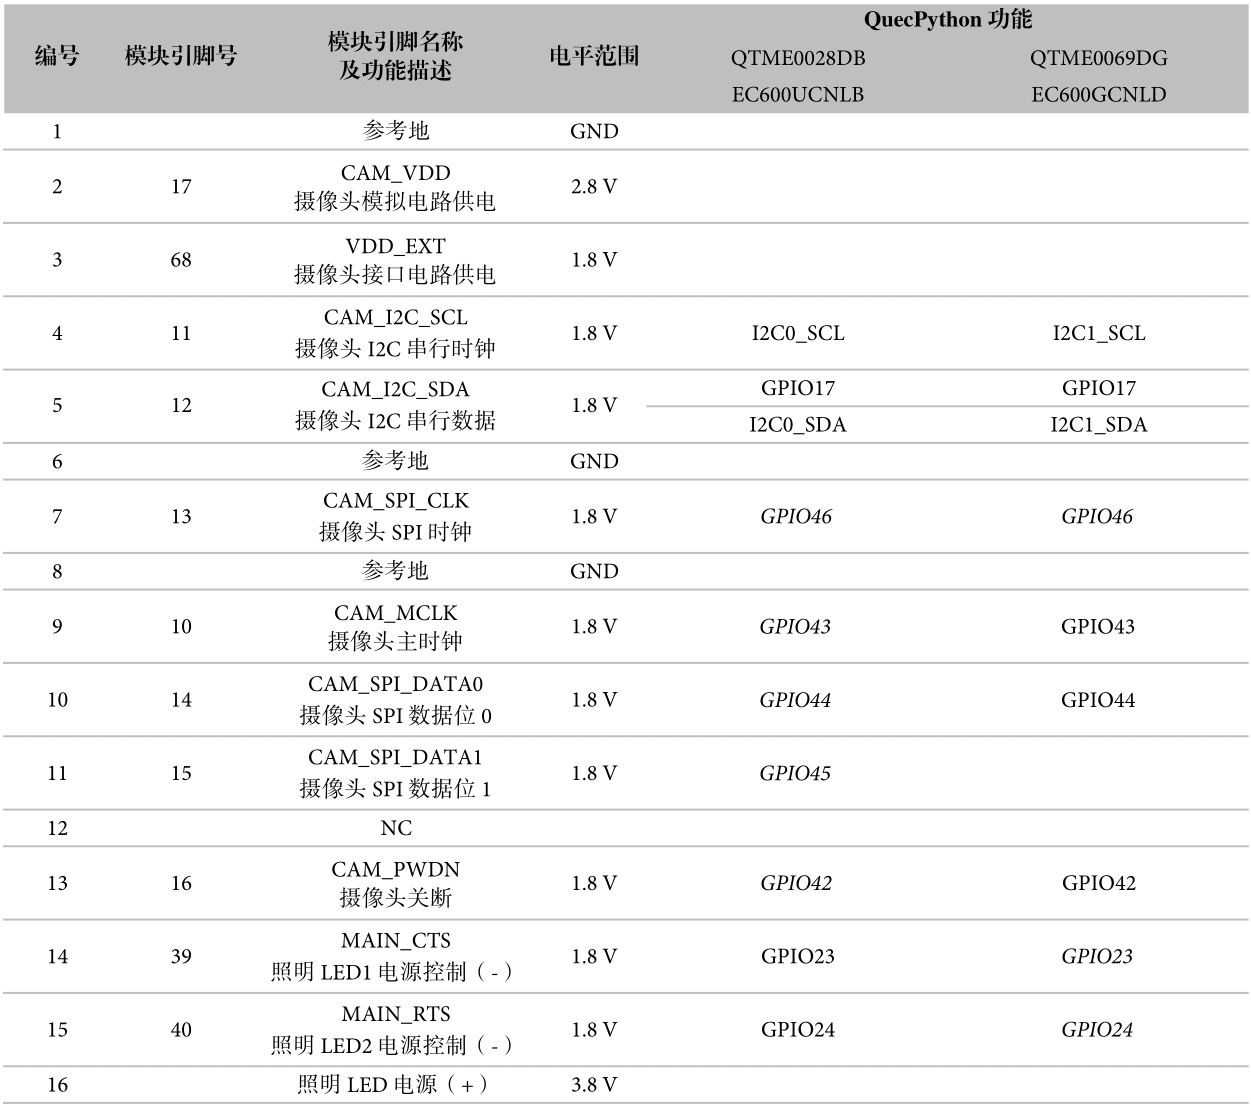 编号 模块引脚号 模块引脚名称及功能描述 电平范围 QuecPython 功能
QTME0028DB QTME0069DG
EC600UCNLB EC600GCNLD
1 参考地 GND
2 17 CAM_VDD 2.8 V
摄像头模拟电路供电
3 68 VDD_EXT 1.8 V
摄像头接口电路供电
4 11 CAM_I2C_SCL 1.8 V I2C0_SCL I2C1_SCL
摄像头 I2C 串行时钟
5 12 CAM_I2C_SDA 1.8 V GPIO17 GPIO17
摄像头 I2C 串行数据 I2C0_SDA I2C1_SDA
6 参考地 GND
7 13 CAM_SPI_CLK 1.8 V GPIO46 GPIO46
摄像头 SPI 时钟
8 参考地 GND
9 10 CAM_MCLK 1.8 V GPIO43 GPIO43
摄像头主时钟
10 14 CAM_SPI_DATA0 1.8 V GPIO44 GPIO44
摄像头 SPI 数据位 0
11 15 CAM_SPI_DATA1 1.8 V GPIO45
摄像头 SPI 数据位 1
12 NC
13 16 CAM_PWDN 1.8 V GPIO42 GPIO42
摄像头关断
14 39 MAIN_CTS 1.8 V GPIO23 GPIO23
照明 LED1 电源控制（-）
15 40 MAIN_RTS 1.8 V GPIO24 GPIO24
照明 LED2 电源控制（-）
16 照明 LED 电源（+） 3.8 V